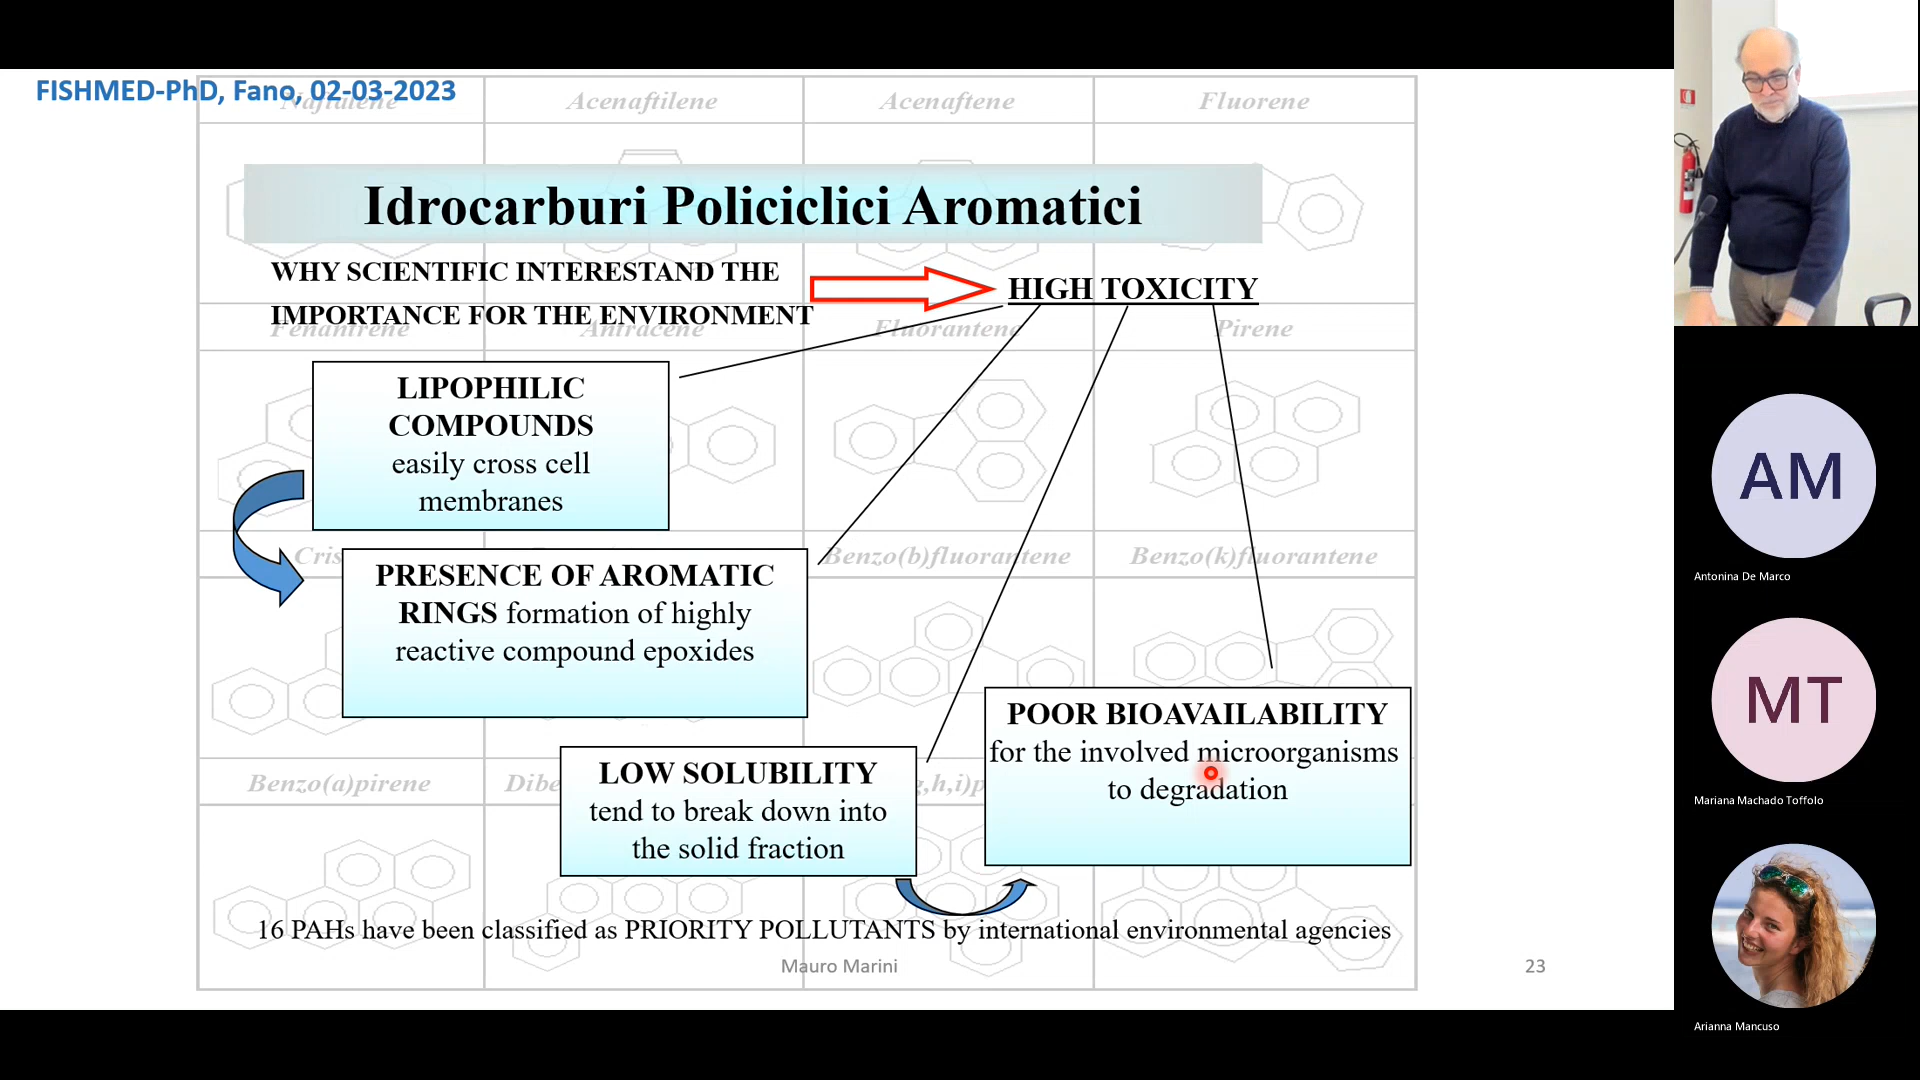 FISHMED-PhD, Fano, 02-03-2023
Naftalene
Acenaftilene
Acenaftene
Fluorene
Idrocarburi Policiclici Aromatici
WHY SCIENTIFIC INTERESTAND THE
IMPORTANCE FOR THE ENVIRONMENT
HIGH TOXICITY
Fenantrene
Antracene
Fluorantene
Pirene
LIPOPHILIC
COMPOUNDS
easily cross cell
membranes
Benzo(b)fluorantene
Benzo(k)fluorantene
PRESENCE OF AROMATIC
RINGS formation of highly
reactive compound epoxides
POOR BIOAVAILABILITY
for the involved microorganisms
to degradation
Benzo(a)pirene
LOW SOLUBILITY
tend to break down into
the solid fraction
16 PAHs have been classified as PRIORITY POLLUTANTS by international environmental agencies
Mauro Marini
23
AM
Antonina De Marco
MT
Mariana Machado Toffolo
Arianna Mancuso